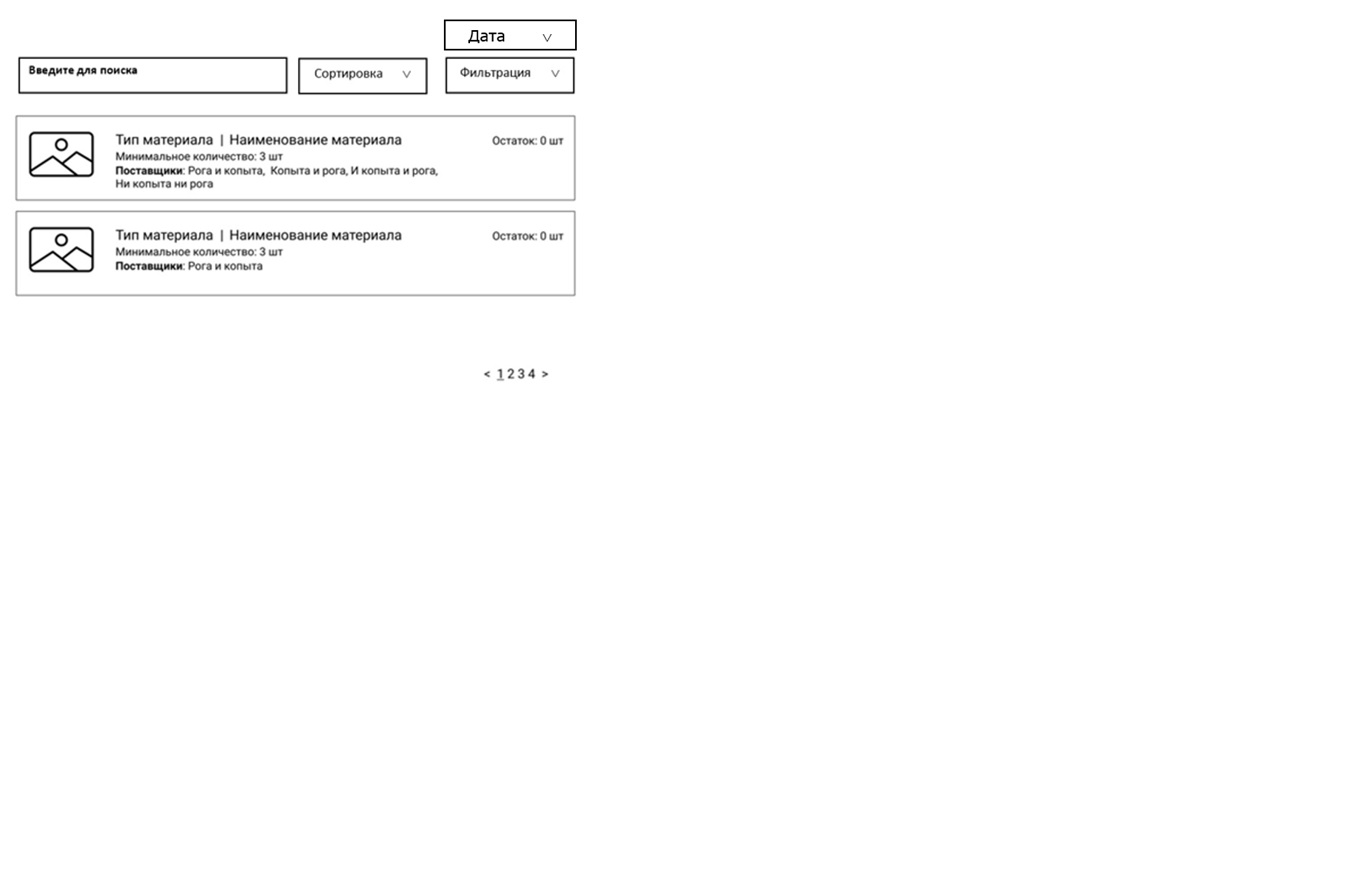 Дата
Введите для поиска
Сортировка
Фильтрация
Тип материала | Наименование материала
Остаток: 0 шт
Минимальное количество: 3 шт
Поставщики: Рога и копыта, Копыта и рога, И копыта и рога,
Ни копыта ни рога
Тип материала | Наименование материала
Остаток: 0 шт
Минимальное количество: 3 шт
Поставщики: Рога и копыта
< 1 2 3 4 >